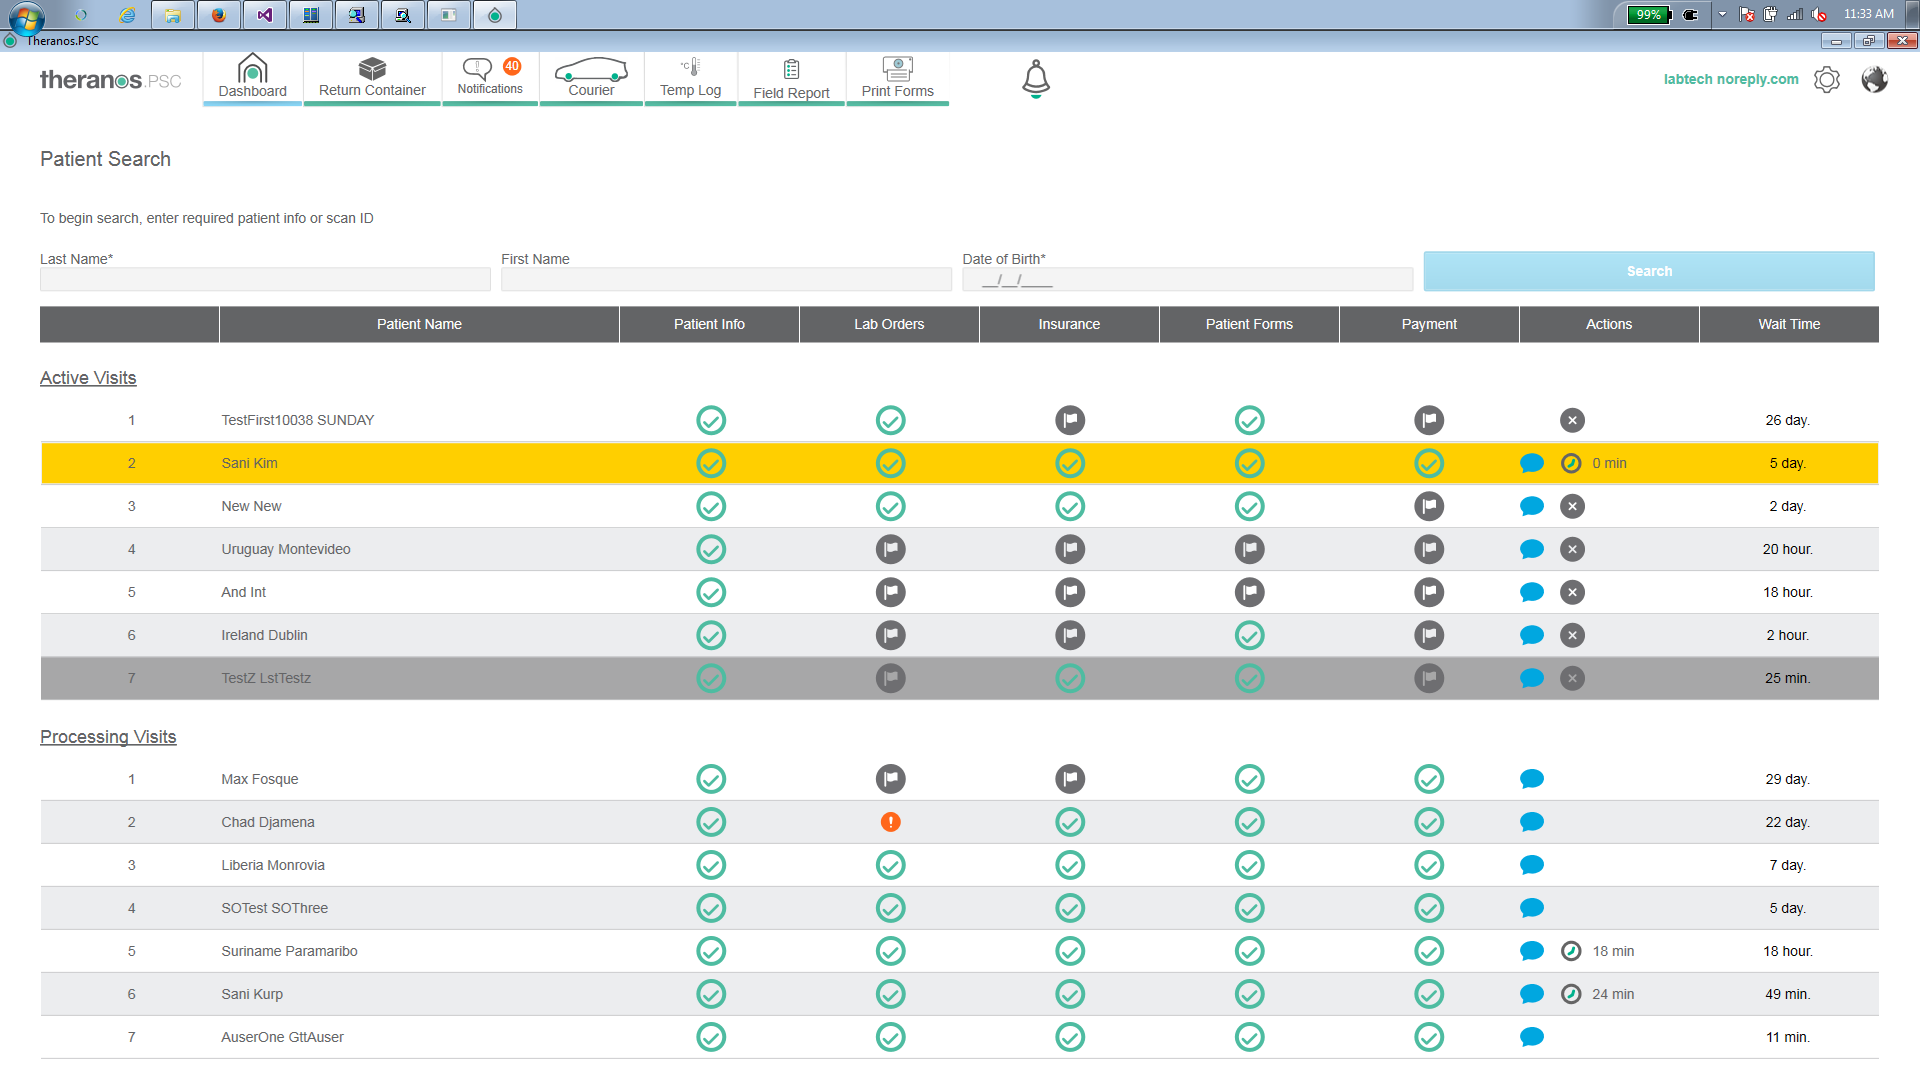 99%
11:33 AM
Theranos.PSC
theranos.PSC
Dashboard
Return Container
40
Notifications
Courier
°C
Temp Log
Field Report
Print Forms
labtech noreply.com
Patient Search
To begin search, enter required patient info or scan ID
Last Name*
First Name
Date of Birth*
__/__/____
Search
Patient Name Patient Info Lab Orders Insurance Patient Forms Payment Actions Wait Time
Active Visits
1 TestFirst10038 SUNDAY 26 day.
2 Sani Kim 0 min 5 day.
3 New New 2 day.
4 Uruguay Montevideo 20 hour.
5 And Int 18 hour.
6 Ireland Dublin 2 hour.
7 TestZ LstTestz 25 min.
Processing Visits
1 Max Fosque 29 day.
2 Chad Djamena 22 day.
3 Liberia Monrovia 7 day.
4 SOTest SOThree 5 day.
5 Suriname Paramaribo 18 min 18 hour.
6 Sani Kurp 24 min 49 min.
7 AuserOne GttAuser 11 min.